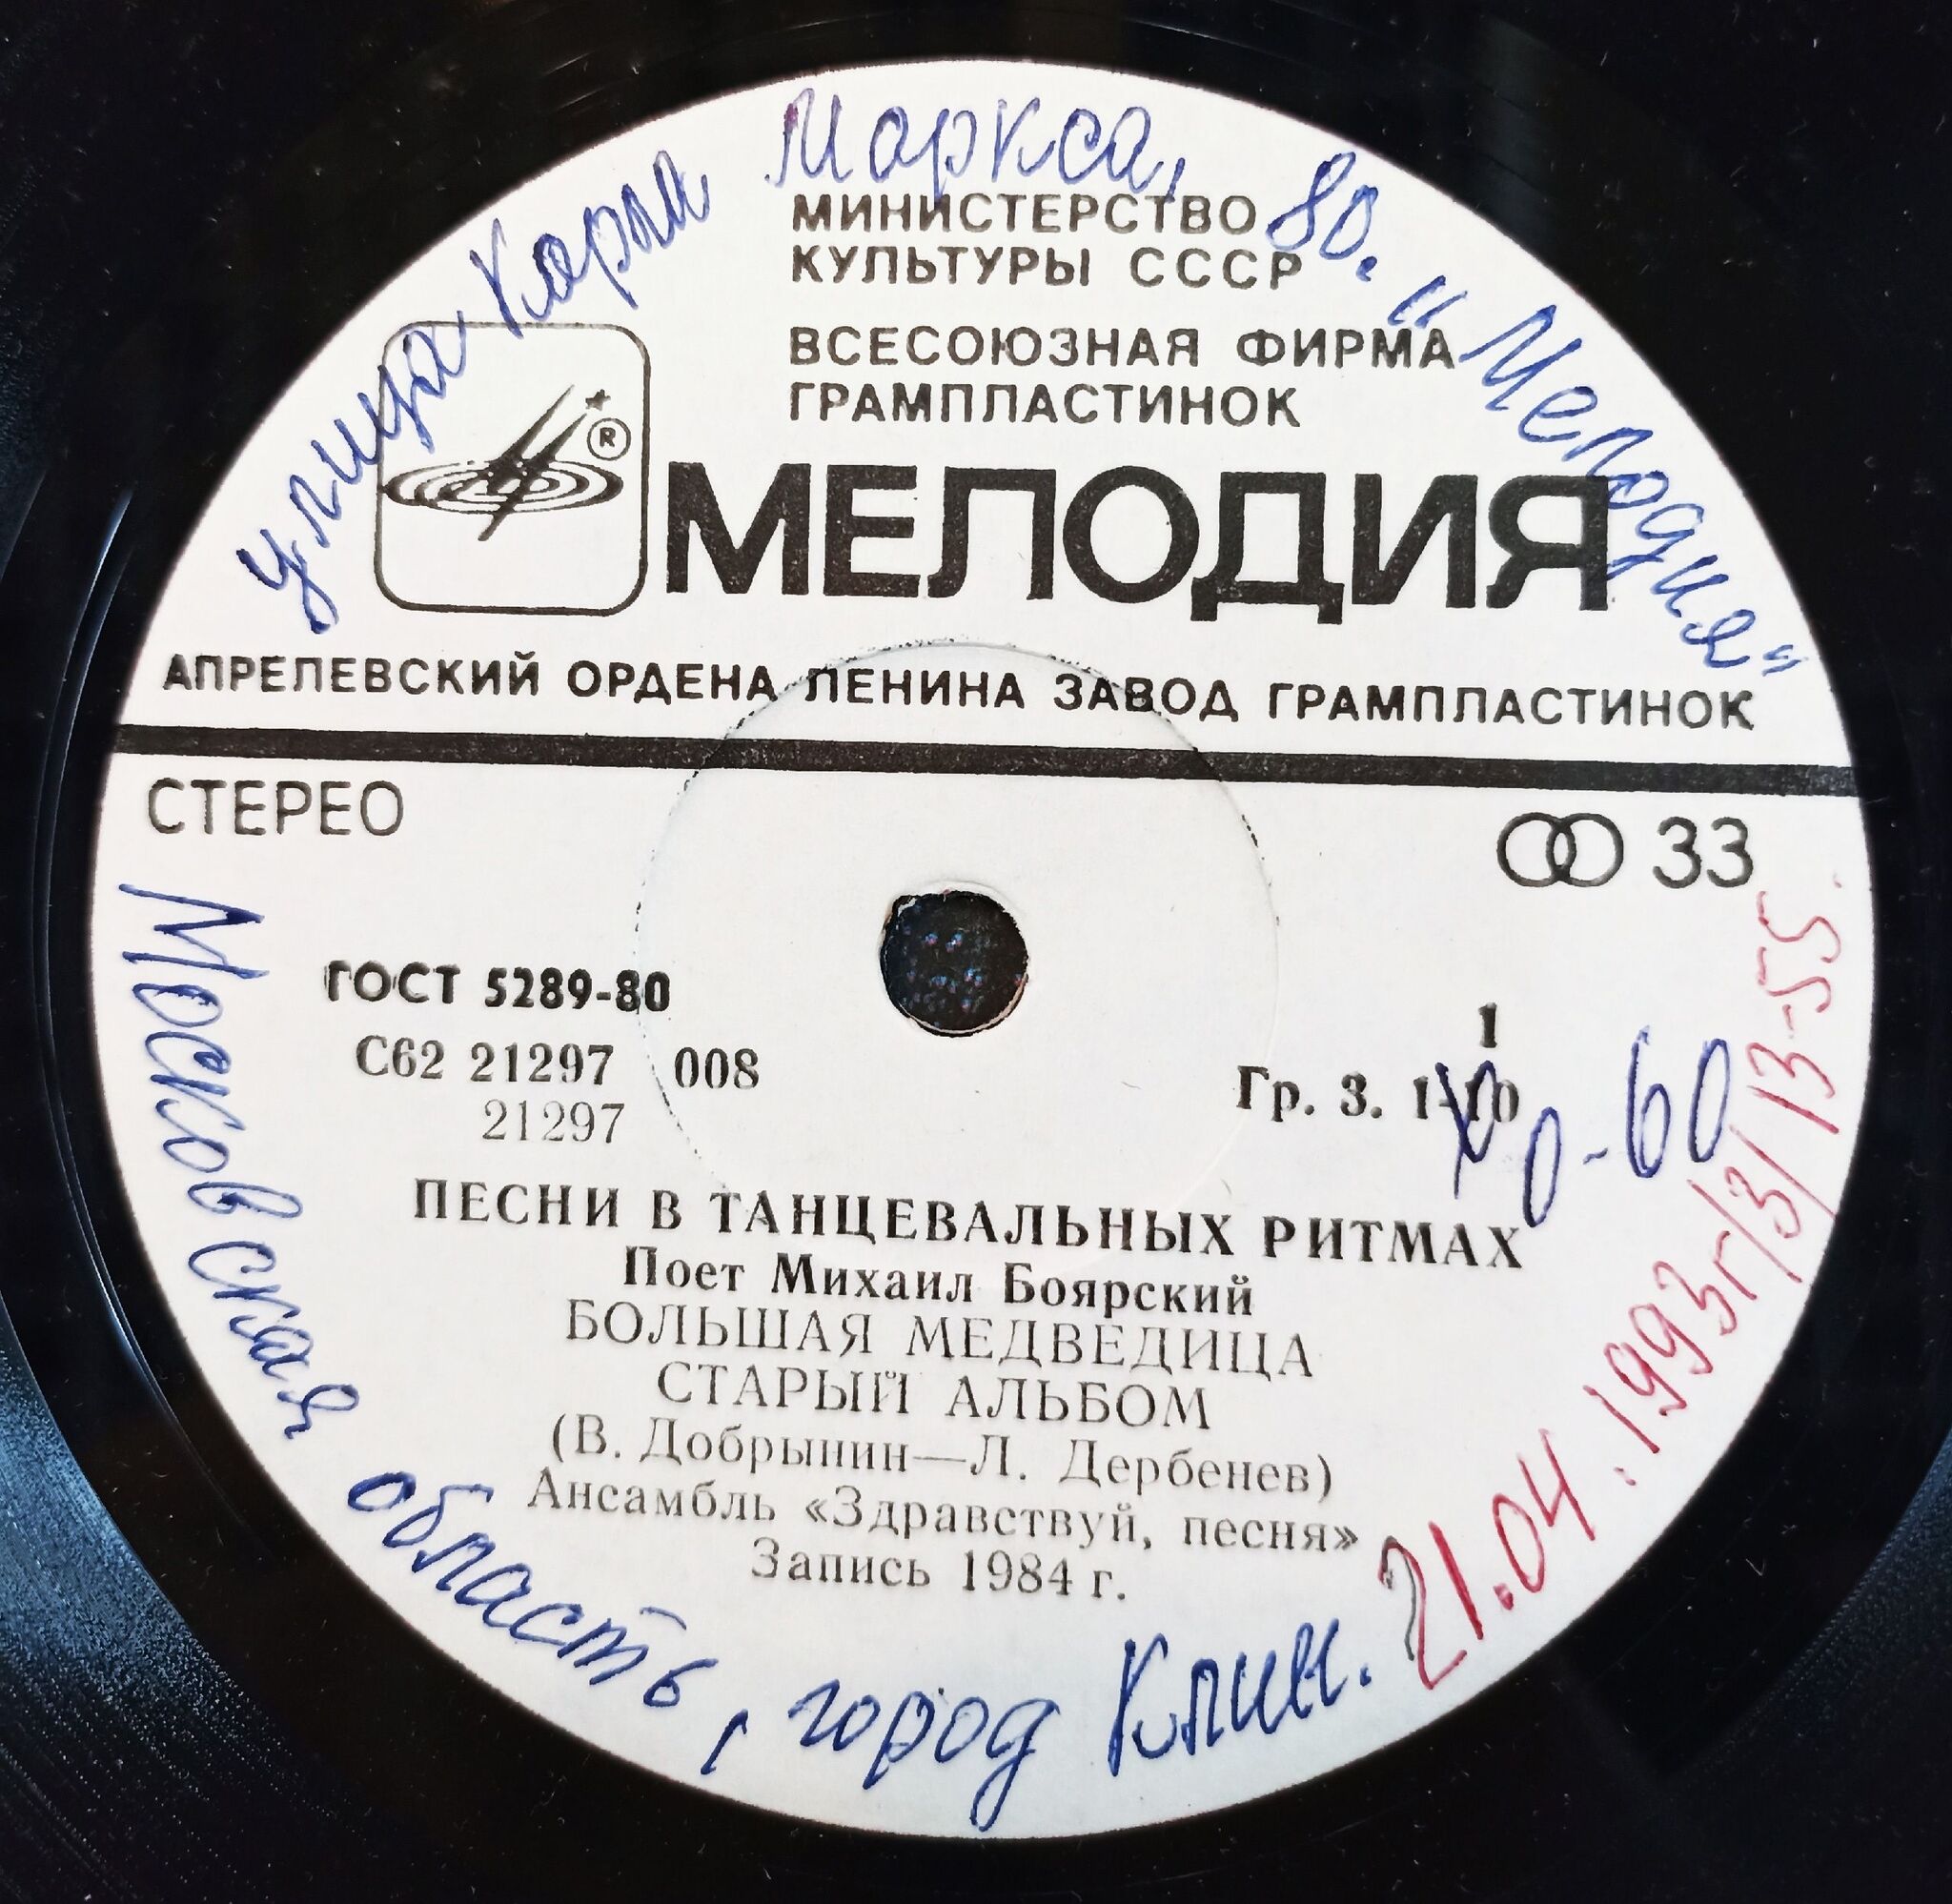 улица Карла Маркса, 80. "Мелодия"
МИНИСТЕРСТВО
КУЛЬТУРЫ СССР
ВСЕСОЮЗНАЯ ФИРМА
ГРАМПЛАСТИНОК
®
МЕЛОДИЯ
АПРЕЛЕВСКИЙ ОРДЕНА ЛЕНИНА ЗАВОД ГРАМПЛАСТИНОК
СТЕРЕО
33
ГОСТ 5289-80
С62 21297 008
21297
1
Гр. 3. 1-10
0-60
ПЕСНИ В ТАНЦЕВАЛЬНЫХ РИТМАХ
Поет Михаил Боярский
БОЛЬШАЯ МЕДВЕДИЦА
СТАРЫЙ АЛЬБОМ
(В. Добрынин—Л. Дербенев)
Ансамбль «Здравствуй, песня»
Запись 1984 г.
Московская область, город Клин.
21.04.1993г/3/13-55.